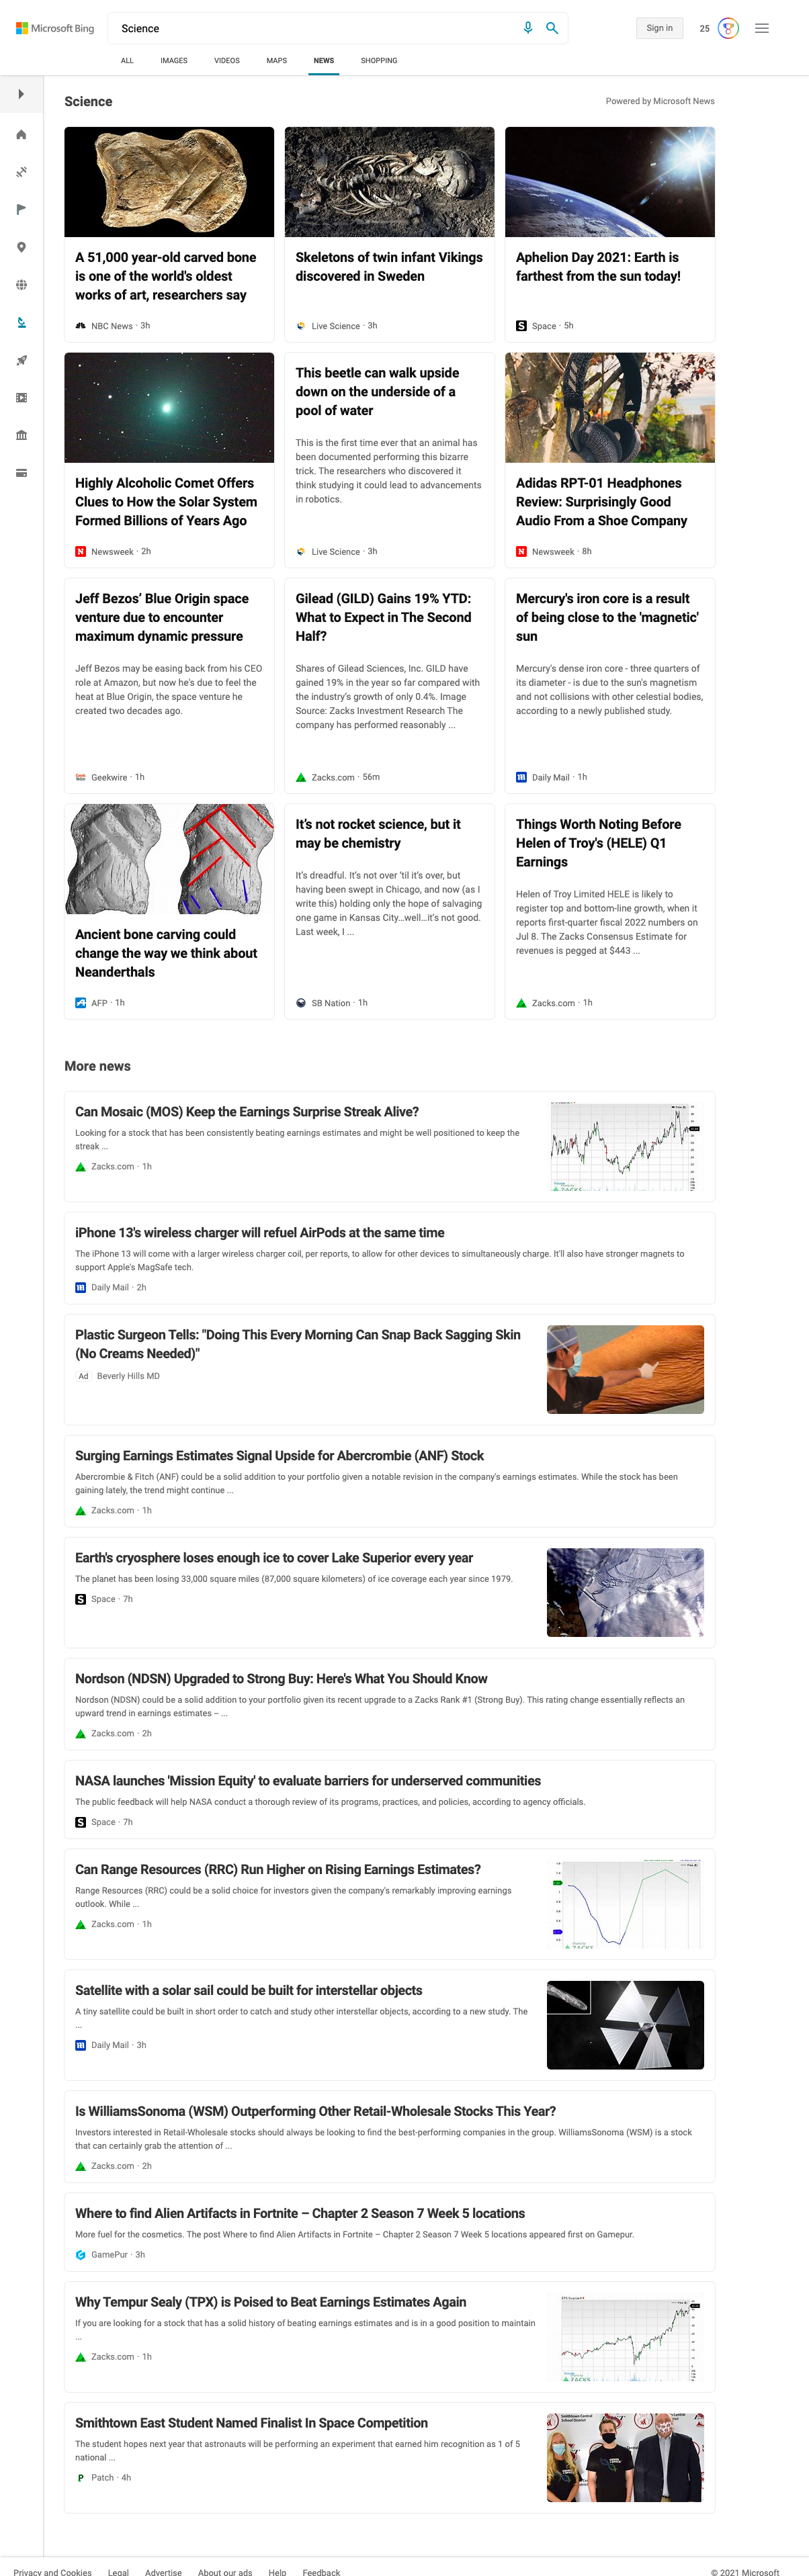 Microsoft Bing
Science
Sign in
25
ALL
IMAGES
VIDEOS
MAPS
NEWS
SHOPPING
Science
Powered by Microsoft News
A 51,000 year-old carved bone
is one of the world's oldest
works of art, researchers say
NBC News · 3h
Skeletons of twin infant Vikings
discovered in Sweden
Live Science · 3h
Aphelion Day 2021: Earth is
farthest from the sun today!
Space · 5h
Highly Alcoholic Comet Offers
Clues to How the Solar System
Formed Billions of Years Ago
Newsweek · 2h
This beetle can walk upside
down on the underside of a
pool of water
This is the first time ever that an animal has
been documented performing this bizarre
trick. The researchers who discovered it
think studying it could lead to advancements
in robotics.
Live Science · 3h
Adidas RPT-01 Headphones
Review: Surprisingly Good
Audio From a Shoe Company
Newsweek · 8h
Jeff Bezos' Blue Origin space
venture due to encounter
maximum dynamic pressure
Jeff Bezos may be easing back from his CEO
role at Amazon, but now he's due to feel the
heat at Blue Origin, the space venture he
created two decades ago.
Geekwire · 1h
Gilead (GILD) Gains 19% YTD:
What to Expect in The Second
Half?
Shares of Gilead Sciences, Inc. GILD have
gained 19% in the year so far compared with
the industry's growth of only 0.4%. Image
Source: Zacks Investment Research The
company has performed reasonably ...
Zacks.com · 56m
Mercury's iron core is a result
of being close to the 'magnetic'
sun
Mercury's dense iron core - three quarters of
its diameter - is due to the sun's magnetism
and not collisions with other celestial bodies,
according to a newly published study.
Daily Mail · 1h
Ancient bone carving could
change the way we think about
Neanderthals
AFP · 1h
It's not rocket science, but it
may be chemistry
It's dreadful. It's not over 'til it's over, but
having been swept in Chicago, and now (as I
write this) holding only the hope of salvaging
one game in Kansas City...well...it's not good.
Last week, I ...
SB Nation · 1h
Things Worth Noting Before
Helen of Troy's (HELE) Q1
Earnings
Helen of Troy Limited HELE is likely to
register top and bottom-line growth, when it
reports first-quarter fiscal 2022 numbers on
Jul 8. The Zacks Consensus Estimate for
revenues is pegged at $443 ...
Zacks.com · 1h
More news
Can Mosaic (MOS) Keep the Earnings Surprise Streak Alive?
Looking for a stock that has been consistently beating earnings estimates and might be well positioned to keep the
streak ...
Zacks.com · 1h
iPhone 13's wireless charger will refuel AirPods at the same time
The iPhone 13 will come with a larger wireless charger coil, per reports, to allow for other devices to simultaneously charge. It'll also have stronger magnets to
support Apple's MagSafe tech.
Daily Mail · 2h
Plastic Surgeon Tells: "Doing This Every Morning Can Snap Back Sagging Skin
(No Creams Needed)"
Ad Beverly Hills MD
Surging Earnings Estimates Signal Upside for Abercrombie (ANF) Stock
Abercrombie & Fitch (ANF) could be a solid addition to your portfolio given a notable revision in the company's earnings estimates. While the stock has been
gaining lately, the trend might continue ...
Zacks.com · 1h
Earth's cryosphere loses enough ice to cover Lake Superior every year
The planet has been losing 33,000 square miles (87,000 square kilometers) of ice coverage each year since 1979.
Space · 7h
Nordson (NDSN) Upgraded to Strong Buy: Here's What You Should Know
Nordson (NDSN) could be a solid addition to your portfolio given its recent upgrade to a Zacks Rank #1 (Strong Buy). This rating change essentially reflects an
upward trend in earnings estimates – ...
Zacks.com · 2h
NASA launches 'Mission Equity' to evaluate barriers for underserved communities
The public feedback will help NASA conduct a thorough review of its programs, practices, and policies, according to agency officials.
Space · 7h
Can Range Resources (RRC) Run Higher on Rising Earnings Estimates?
Range Resources (RRC) could be a solid choice for investors given the company's remarkably improving earnings
outlook. While ...
Zacks.com · 1h
Satellite with a solar sail could be built for interstellar objects
A tiny satellite could be built in short order to catch and study other interstellar objects, according to a new study. The
...
Daily Mail · 3h
Is WilliamsSonoma (WSM) Outperforming Other Retail-Wholesale Stocks This Year?
Investors interested in Retail-Wholesale stocks should always be looking to find the best-performing companies in the group. WilliamsSonoma (WSM) is a stock
that can certainly grab the attention of ...
Zacks.com · 2h
Where to find Alien Artifacts in Fortnite – Chapter 2 Season 7 Week 5 locations
More fuel for the cosmetics. The post Where to find Alien Artifacts in Fortnite – Chapter 2 Season 7 Week 5 locations appeared first on Gamepur.
GamePur · 3h
Why Tempur Sealy (TPX) is Poised to Beat Earnings Estimates Again
If you are looking for a stock that has a solid history of beating earnings estimates and is in a good position to maintain
...
Zacks.com · 1h
Smithtown East Student Named Finalist In Space Competition
The student hopes next year that astronauts will be performing an experiment that earned him recognition as 1 of 5
national ...
Patch · 4h
Privacy and Cookies
Legal
Advertise
About our ads
Help
Feedback
© 2021 Microsoft